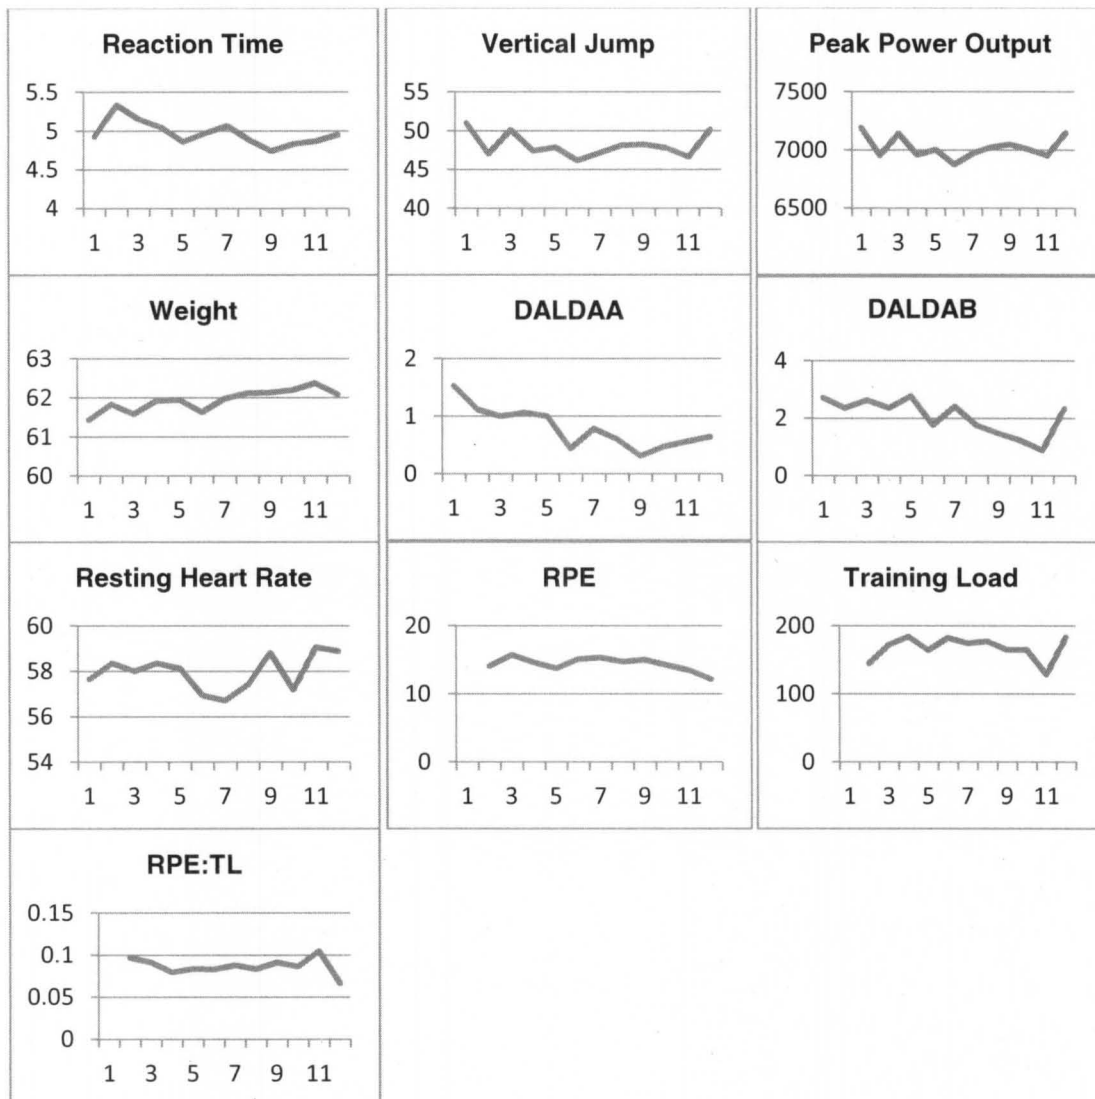 Reaction Time
5.5
5
4.5
4
1 3 5 7 9 11
Vertical Jump
55
50
45
40
1 3 5 7 9 11
Peak Power Output
7500
7000
6500
1 3 5 7 9 11
Weight
63
62
61
60
1 3 5 7 9 11
DALDAA
2
1
0
1 3 5 7 9 11
DALDAB
4
2
0
1 3 5 7 9 11
Resting Heart Rate
60
58
56
54
1 3 5 7 9 11
RPE
20
10
0
1 3 5 7 9 11
Training Load
200
100
0
1 3 5 7 9 11
RPE:TL
0.15
0.1
0.05
0
1 3 5 7 9 11